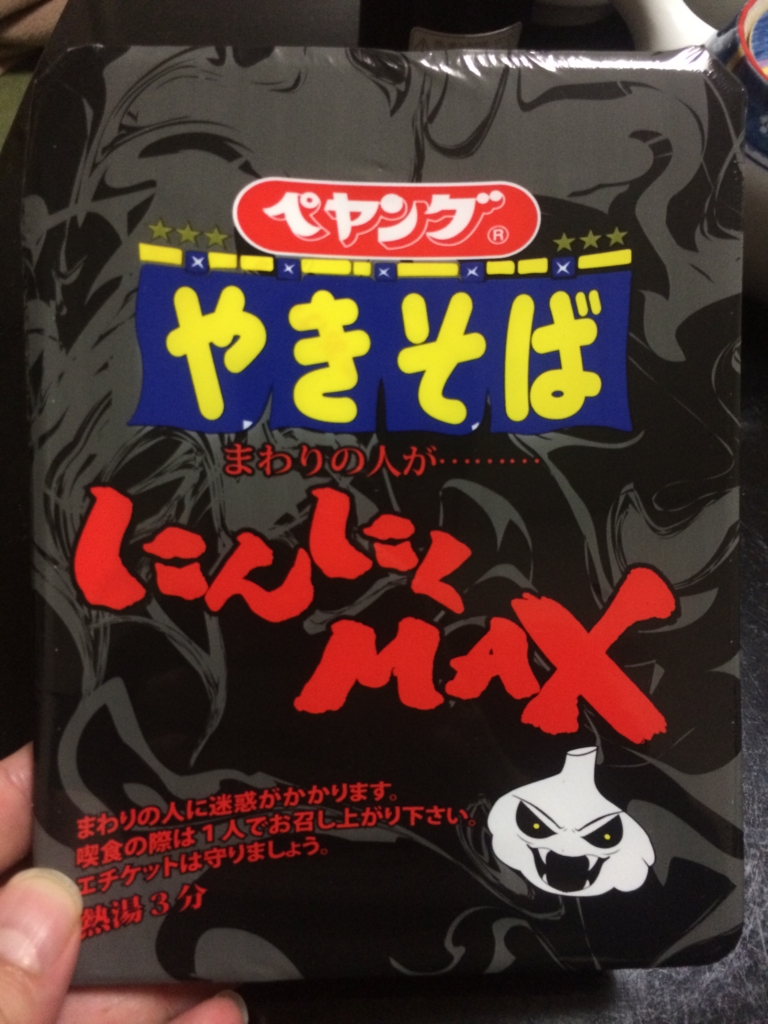 ペヤング®
やきそば
まわりの人が………
にんにく
MAX
まわりの人に迷惑がかかります。
喫食の際は1人でお召し上がり下さい。
エチケットは守りましょう。
熱湯3分